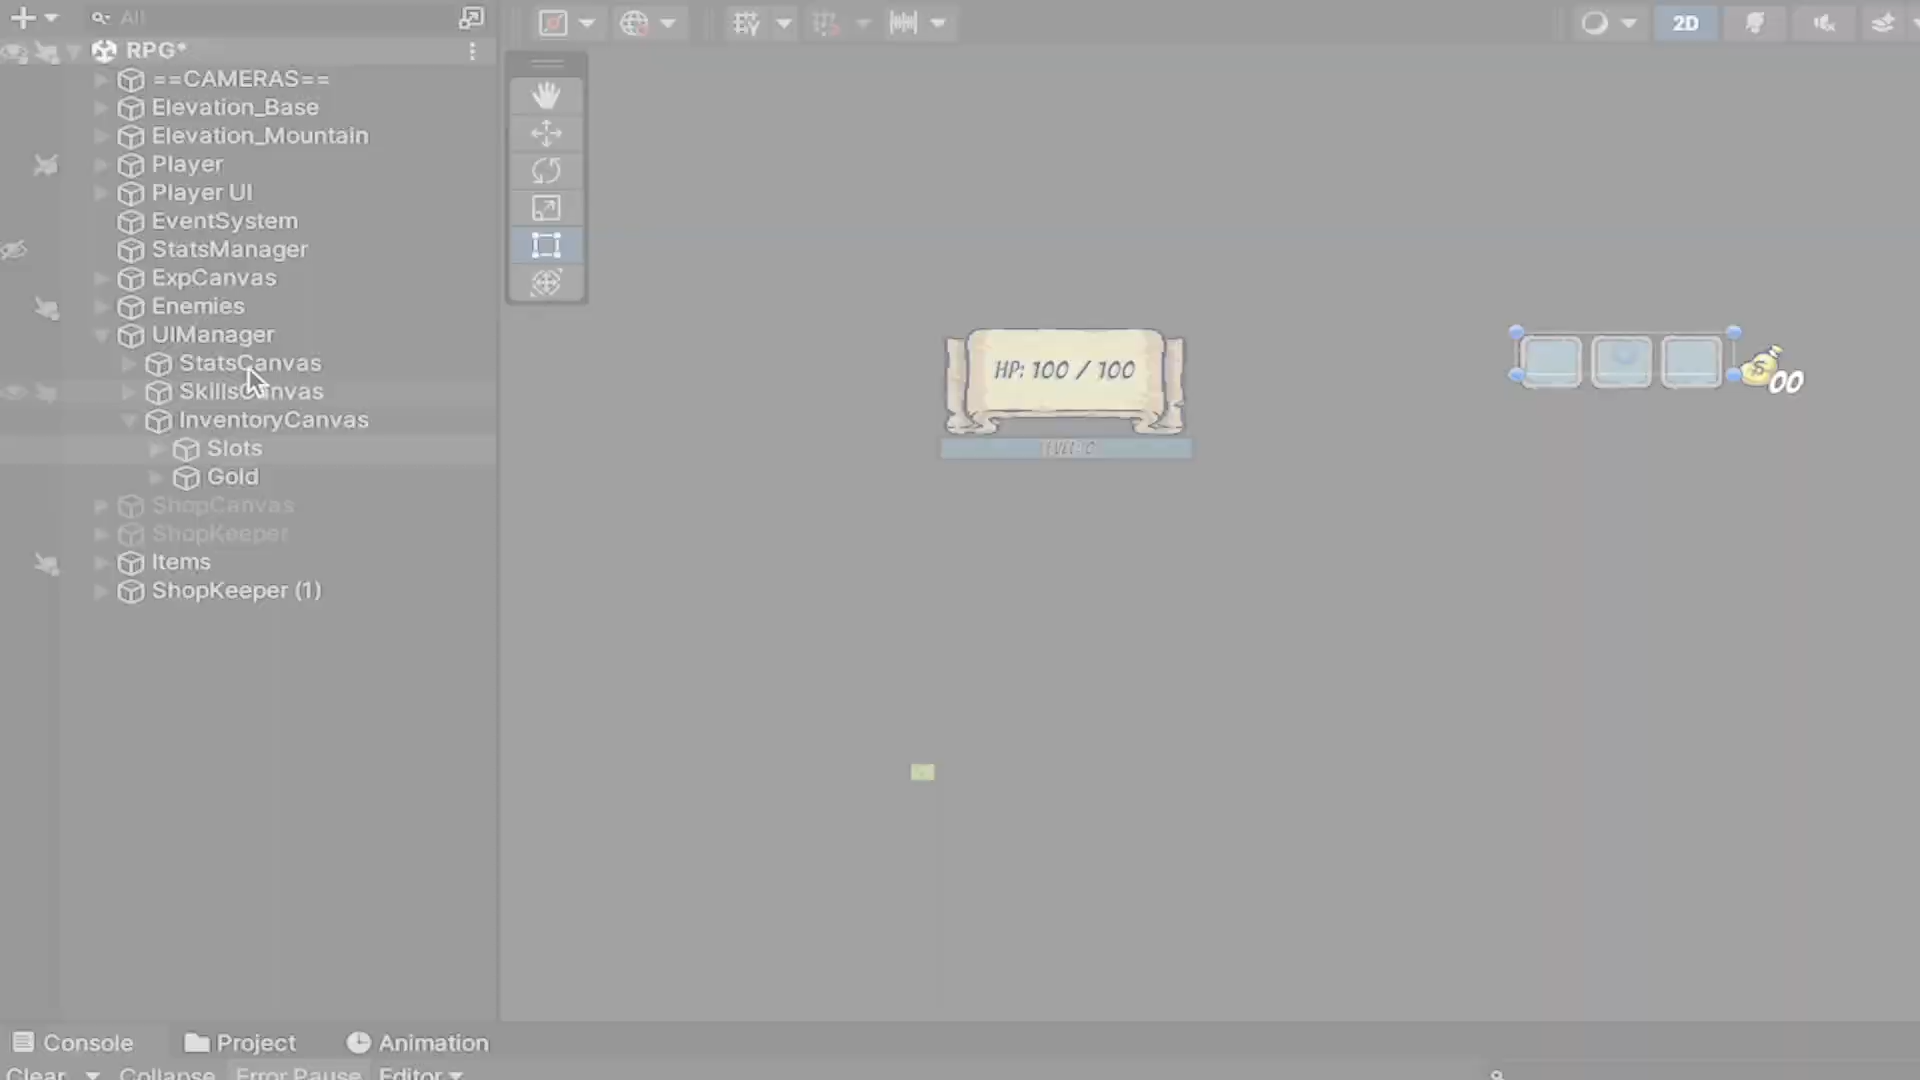 All
RPG*
==CAMERAS==
Elevation_Base
Elevation_Mountain
Player
Player UI
EventSystem
StatsManager
ExpCanvas
Enemies
UIManager
StatsCanvas
SkillsCanvas
InventoryCanvas
Slots
Gold
ShopCanvas
ShopKeeper
Items
ShopKeeper (1)
2D
HP: 100 / 100
00
Console Project Animation
Clear Collapse Error Pause Editor